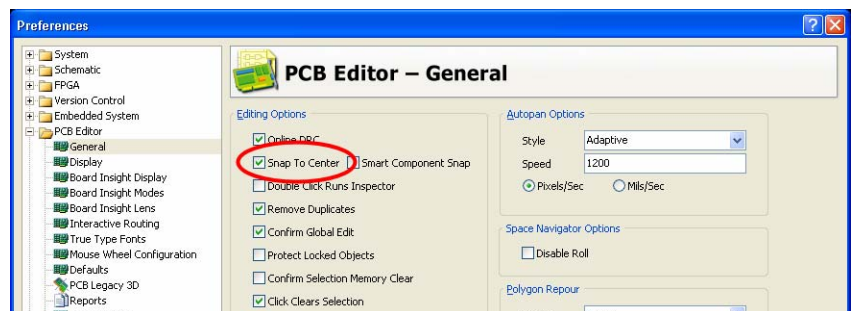 Preferences
System
Schematic
FPGA
Version Control
Embedded System
PCB Editor
General
Display
Board Insight Display
Board Insight Modes
Board Insight Lens
Interactive Routing
True Type Fonts
Mouse Wheel Configuration
Defaults
PCB Legacy 3D
Reports
PCB Editor – General
Editing Options
Online DRC
Snap To Center Smart Component Snap
Double Click Runs Inspector
Remove Duplicates
Confirm Global Edit
Protect Locked Objects
Confirm Selection Memory Clear
Click Clears Selection
Autopan Options
Style Adaptive
Speed 1200
Pixels/Sec Mils/Sec
Space Navigator Options
Disable Roll
Polygon Repour